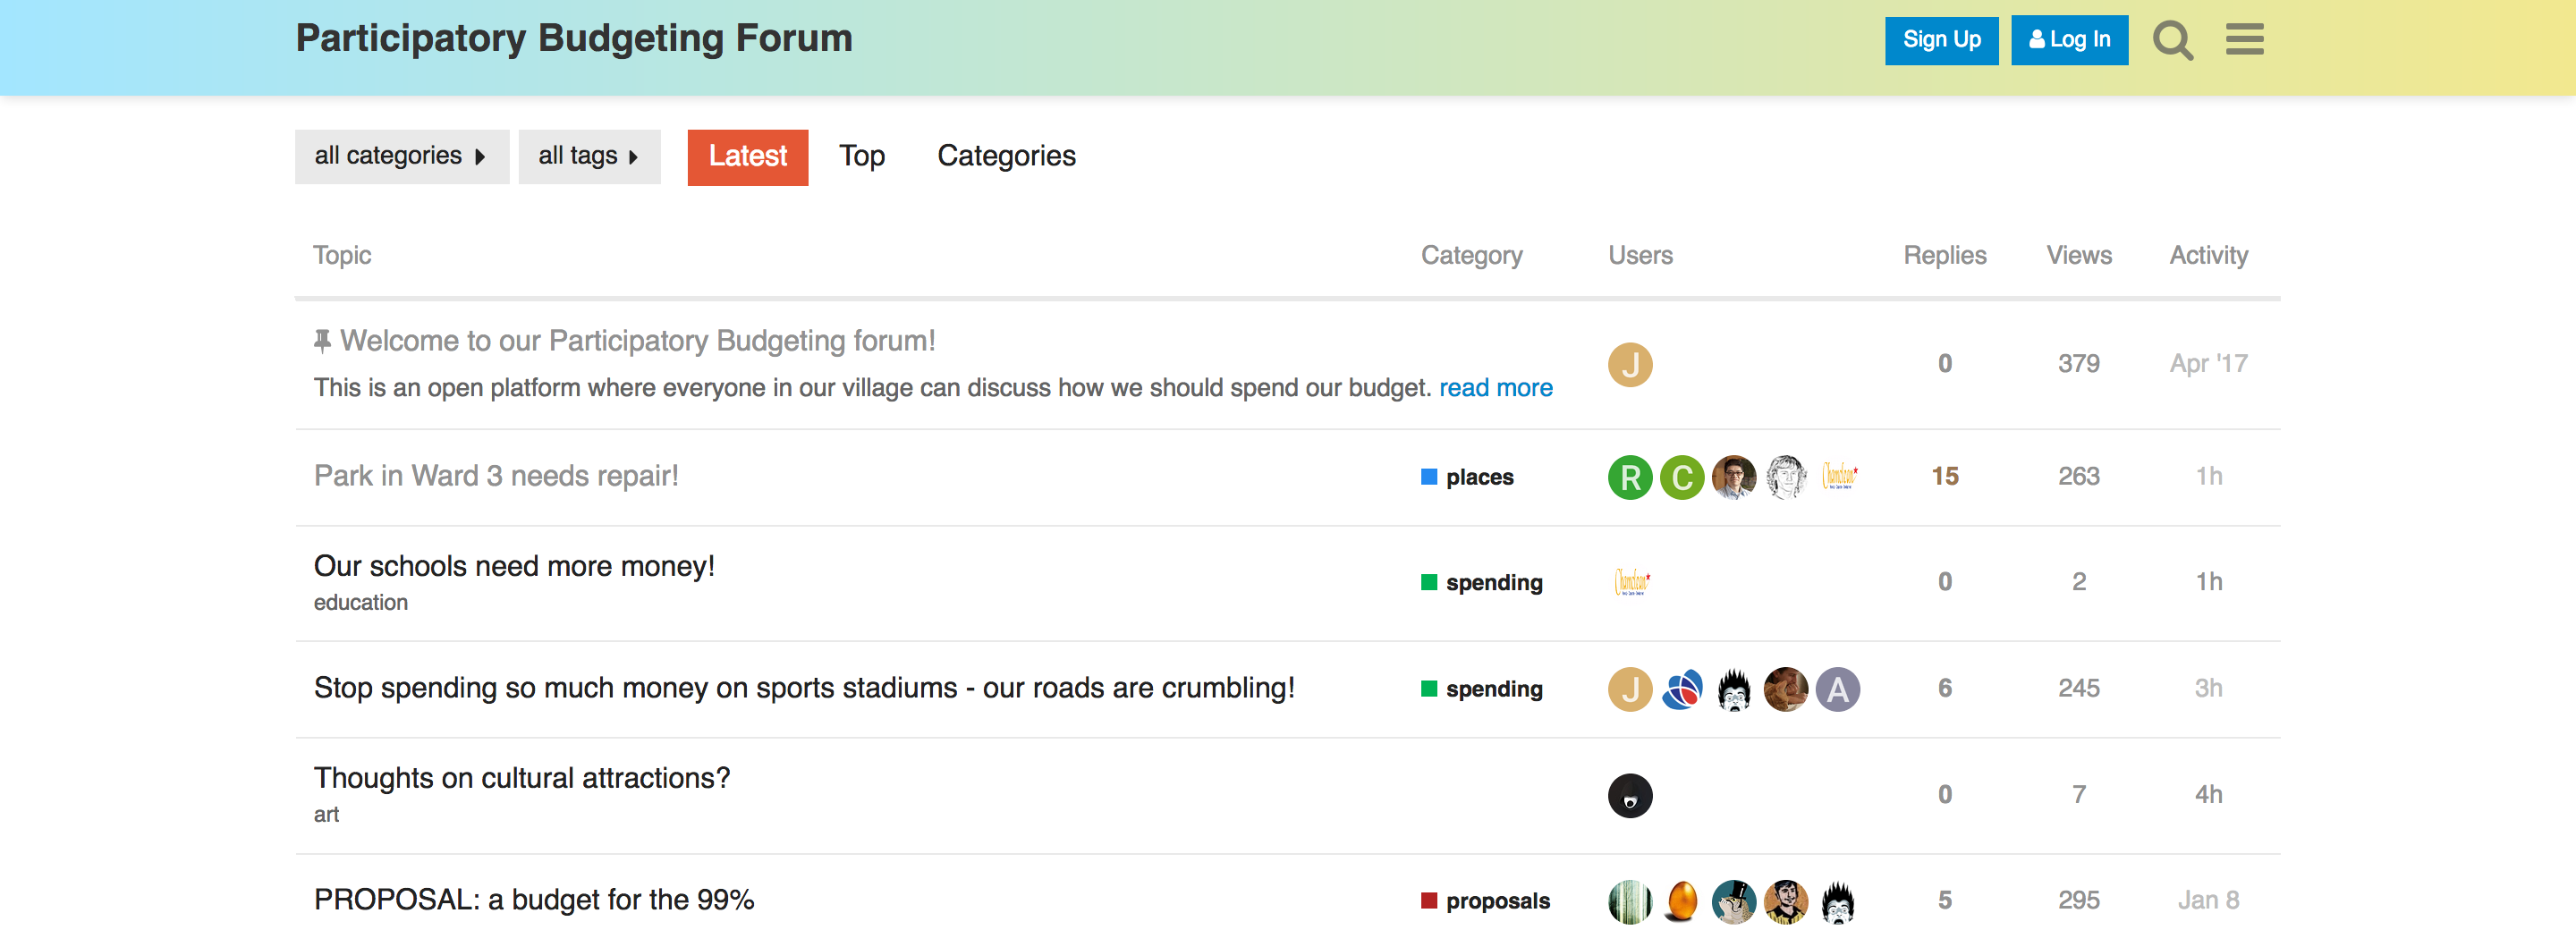 Participatory Budgeting Forum
Sign Up
Log In
all categories
all tags
Latest
Top
Categories
Topic Category Users Replies Views Activity
Welcome to our Participatory Budgeting forum!
This is an open platform where everyone in our village can discuss how we should spend our budget. read more
J 0 379 Apr '17
Park in Ward 3 needs repair! places R C Chameleon* 15 263 1h
Our schools need more money!
education
spending Chameleon* 0 2 1h
Stop spending so much money on sports stadiums - our roads are crumbling! spending J A 6 245 3h
Thoughts on cultural attractions?
art
0 7 4h
PROPOSAL: a budget for the 99% proposals 5 295 Jan 8